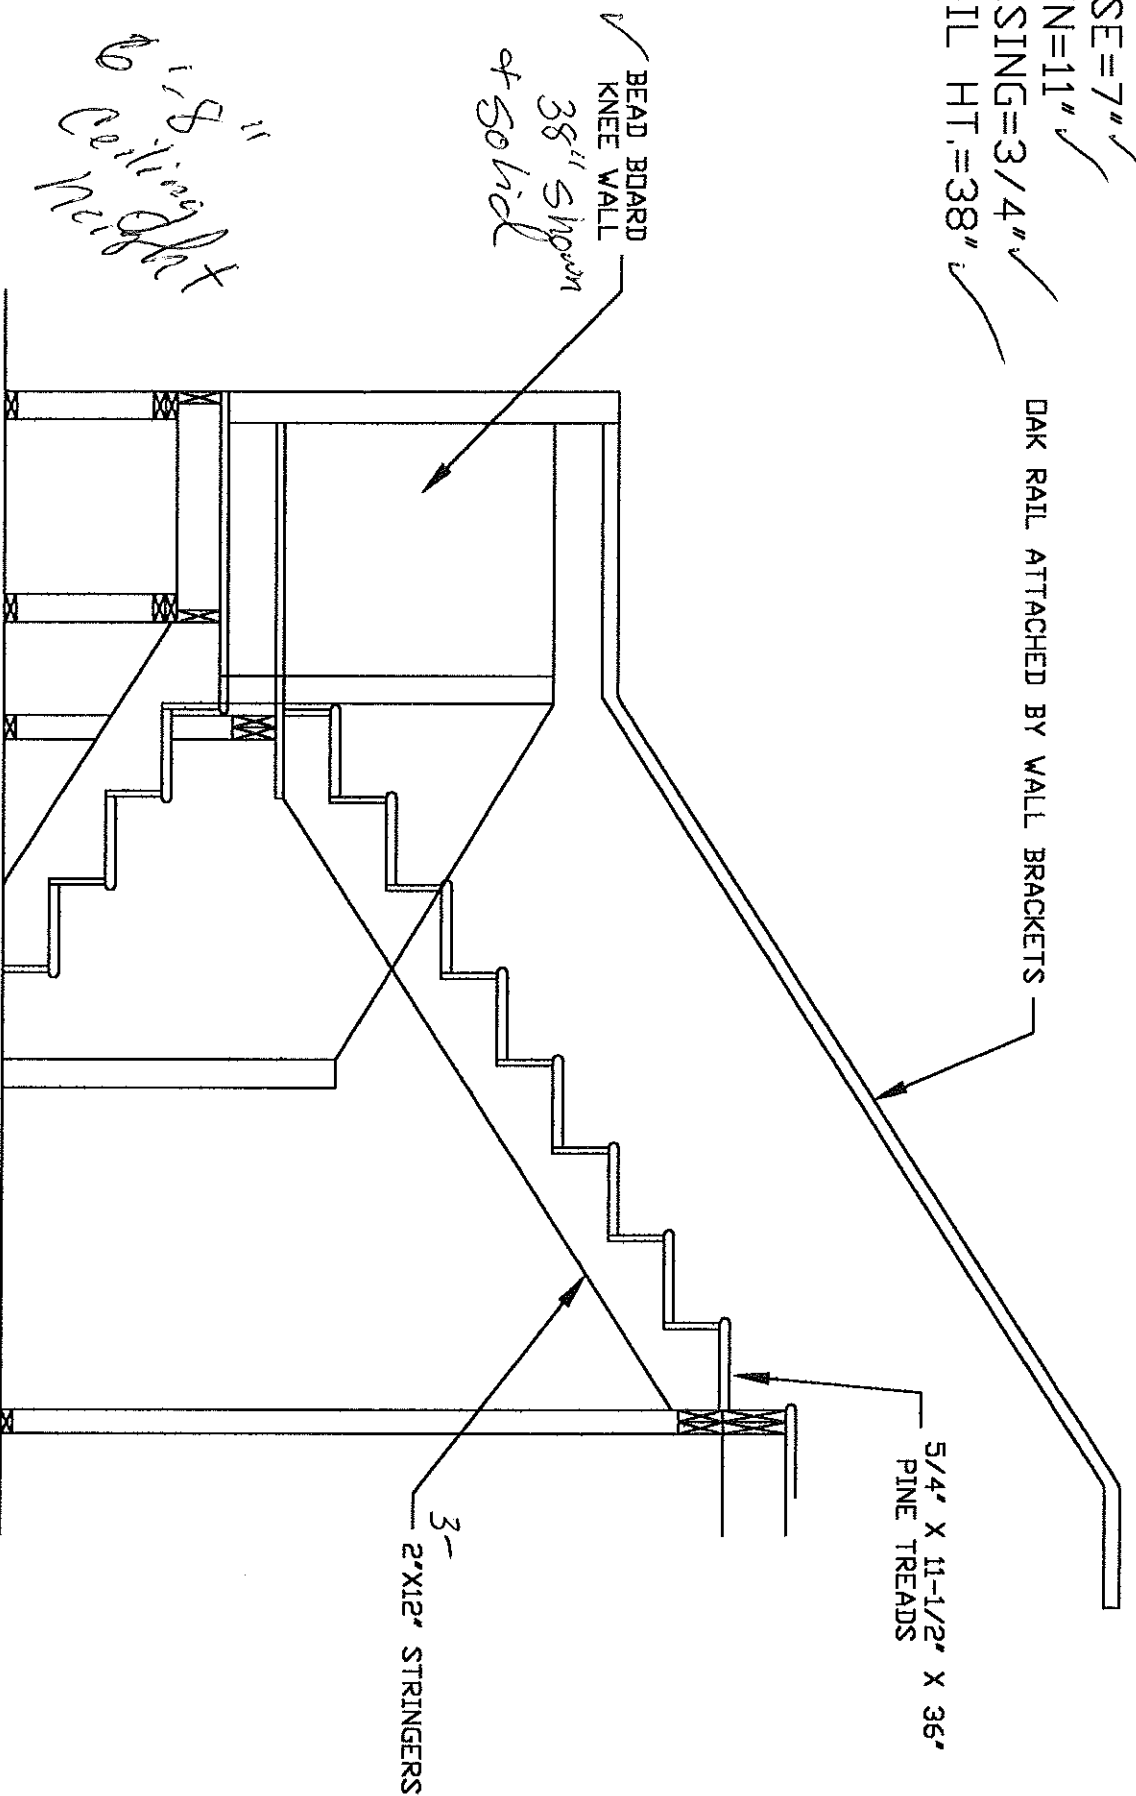 SE=7"
N=11"
SING=3/4"
IL HT.=38"
OAK RAIL ATTACHED BY WALL BRACKETS
BEAD BOARD
KNEE WALL
38" shown
+ Solid
6',8"
Ceiling
height
5/4" X 11-1/2" X 36"
PINE TREADS
3-
2"X12" STRINGERS